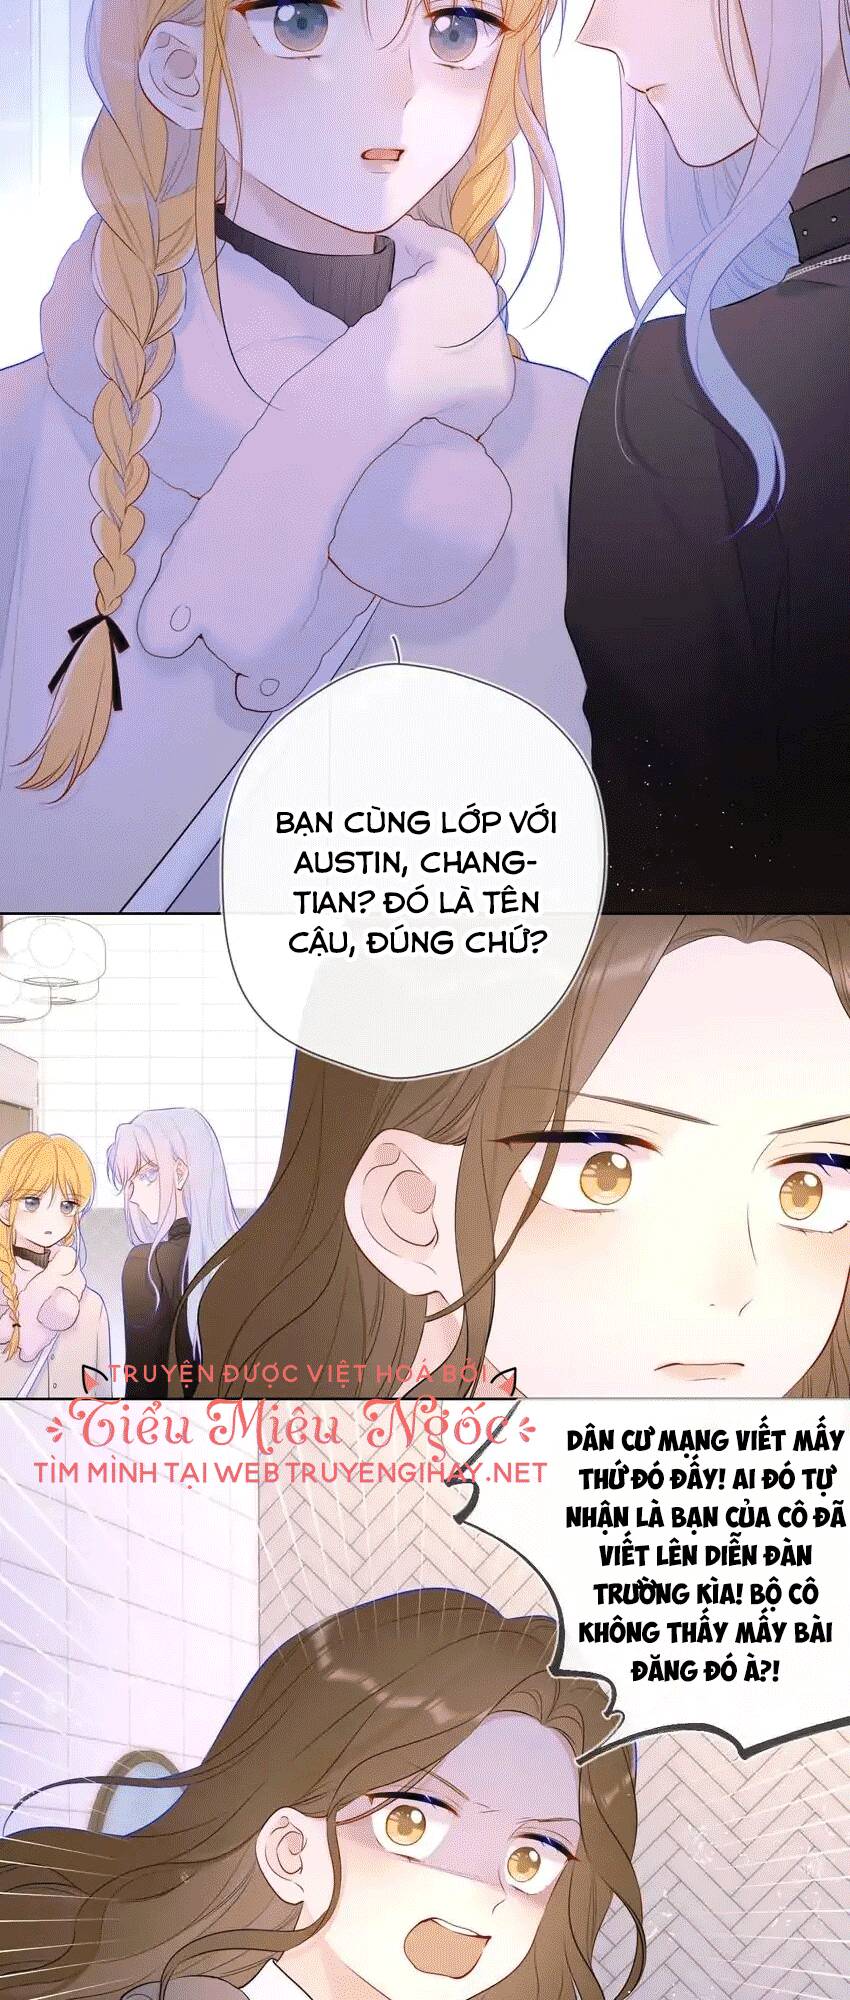 BẠN CÙNG LỚP VỚI
AUSTIN, CHANG-
TIAN? ĐÓ LÀ TÊN
CẬU, ĐÚNG CHỨ?
TRUYỆN ĐƯỢC VIỆT HOÁ BỞI
Tiểu Miêu Ngốc
TÌM MÌNH TẠI WEB TRUYENGIHAY.NET
DÂN CƯ MẠNG VIẾT MẤY
THỨ ĐÓ ĐẤY! AI ĐÓ TỰ
NHẬN LÀ BẠN CỦA CÔ ĐÃ
VIẾT LÊN DIỄN ĐÀN
TRƯỜNG KÌA! BỘ CÔ
KHÔNG THẤY MẤY BÀI
ĐĂNG ĐÓ À?!